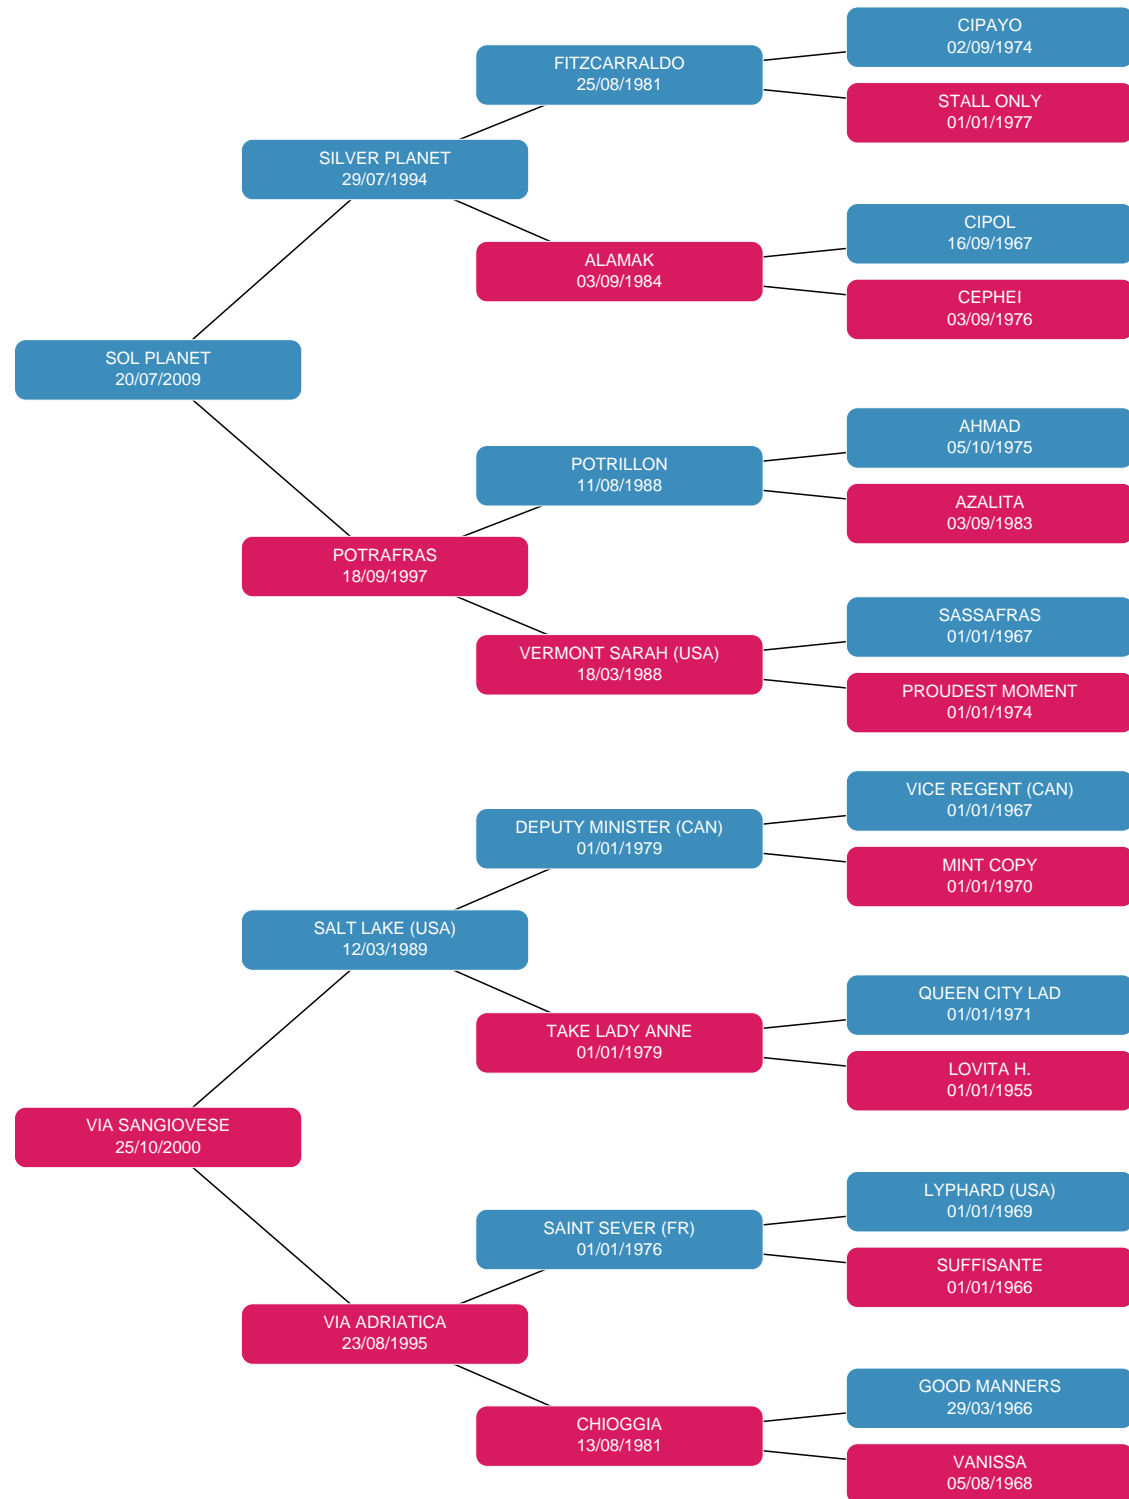 CIPAYO
02/09/1974
FITZCARRALDO
25/08/1981
STALL ONLY
01/01/1977
SILVER PLANET
29/07/1994
CIPOL
16/09/1967
ALAMAK
03/09/1984
CEPHEI
03/09/1976
SOL PLANET
20/07/2009
AHMAD
05/10/1975
POTRILLON
11/08/1988
AZALITA
03/09/1983
POTRAFRAS
18/09/1997
SASSAFRAS
01/01/1967
VERMONT SARAH (USA)
18/03/1988
PROUDEST MOMENT
01/01/1974
VICE REGENT (CAN)
01/01/1967
DEPUTY MINISTER (CAN)
01/01/1979
MINT COPY
01/01/1970
SALT LAKE (USA)
12/03/1989
QUEEN CITY LAD
01/01/1971
TAKE LADY ANNE
01/01/1979
LOVITA H.
01/01/1955
VIA SANGIOVESE
25/10/2000
LYPHARD (USA)
01/01/1969
SAINT SEVER (FR)
01/01/1976
SUFFISANTE
01/01/1966
VIA ADRIATICA
23/08/1995
GOOD MANNERS
29/03/1966
CHIOGGIA
13/08/1981
VANISSA
05/08/1968